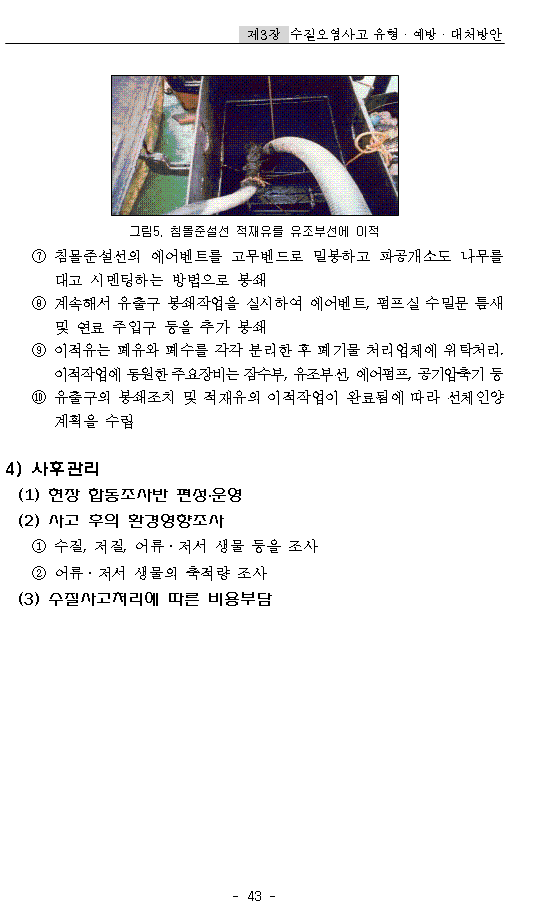 제3장 수질오염사고 유형ㆍ예방ㆍ대처방안
그림5. 침몰준설선 적재유를 유조부선에 이적
⑦ 침몰준설선의 에어벤트를 고무벤드로 밀봉하고 파공개소도 나무를
대고 시멘팅하는 방법으로 봉쇄
⑧ 계속해서 유출구 봉쇄작업을 실시하여 에어벤트, 펌프실 수밀문 틈새
및 연료 주입구 등을 추가 봉쇄
⑨ 이적유는 폐유와 폐수를 각각 분리한 후 폐기물 처리업체에 위탁처리.
이적작업에 동원한 주요장비는 잠수부, 유조부선, 에어펌프, 공기압축기 등
⑩ 유출구의 봉쇄조치 및 적재유의 이적작업이 완료됨에 따라 선체인양
계획을 수립
4) 사후관리
(1) 현장 합동조사반 편성·운영
(2) 사고 후의 환경영향조사
① 수질, 저질, 어류ㆍ저서 생물 등을 조사
② 어류ㆍ저서 생물의 축적량 조사
(3) 수질사고처리에 따른 비용부담
- 43 -